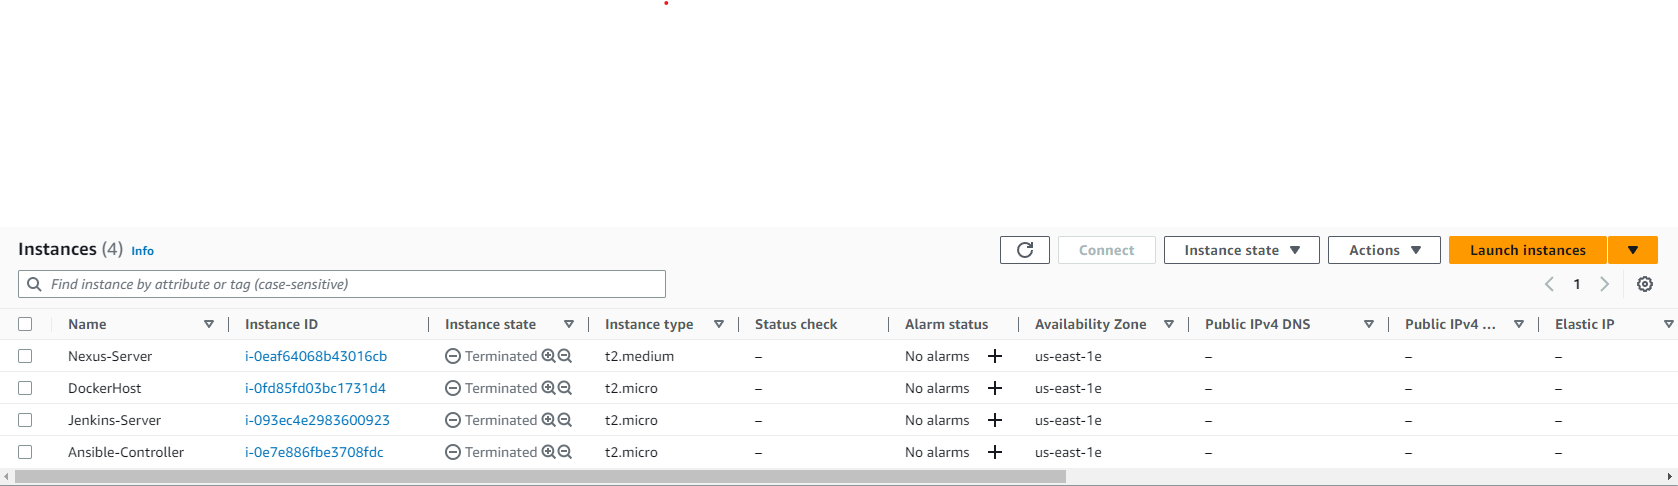 Instances (4) Info Connect Instance state Actions Launch instances
Find instance by attribute or tag (case-sensitive) 1
Name Instance ID Instance state Instance type Status check Alarm status Availability Zone Public IPv4 DNS Public IPv4 ... Elastic IP
Nexus-Server i-0eaf64068b43016cb Terminated t2.medium – No alarms + us-east-1e – – –
DockerHost i-0fd85fd03bc1731d4 Terminated t2.micro – No alarms + us-east-1e – – –
Jenkins-Server i-093ec4e2983600923 Terminated t2.micro – No alarms + us-east-1e – – –
Ansible-Controller i-0e7e886fbe3708fdc Terminated t2.micro – No alarms + us-east-1e – – –